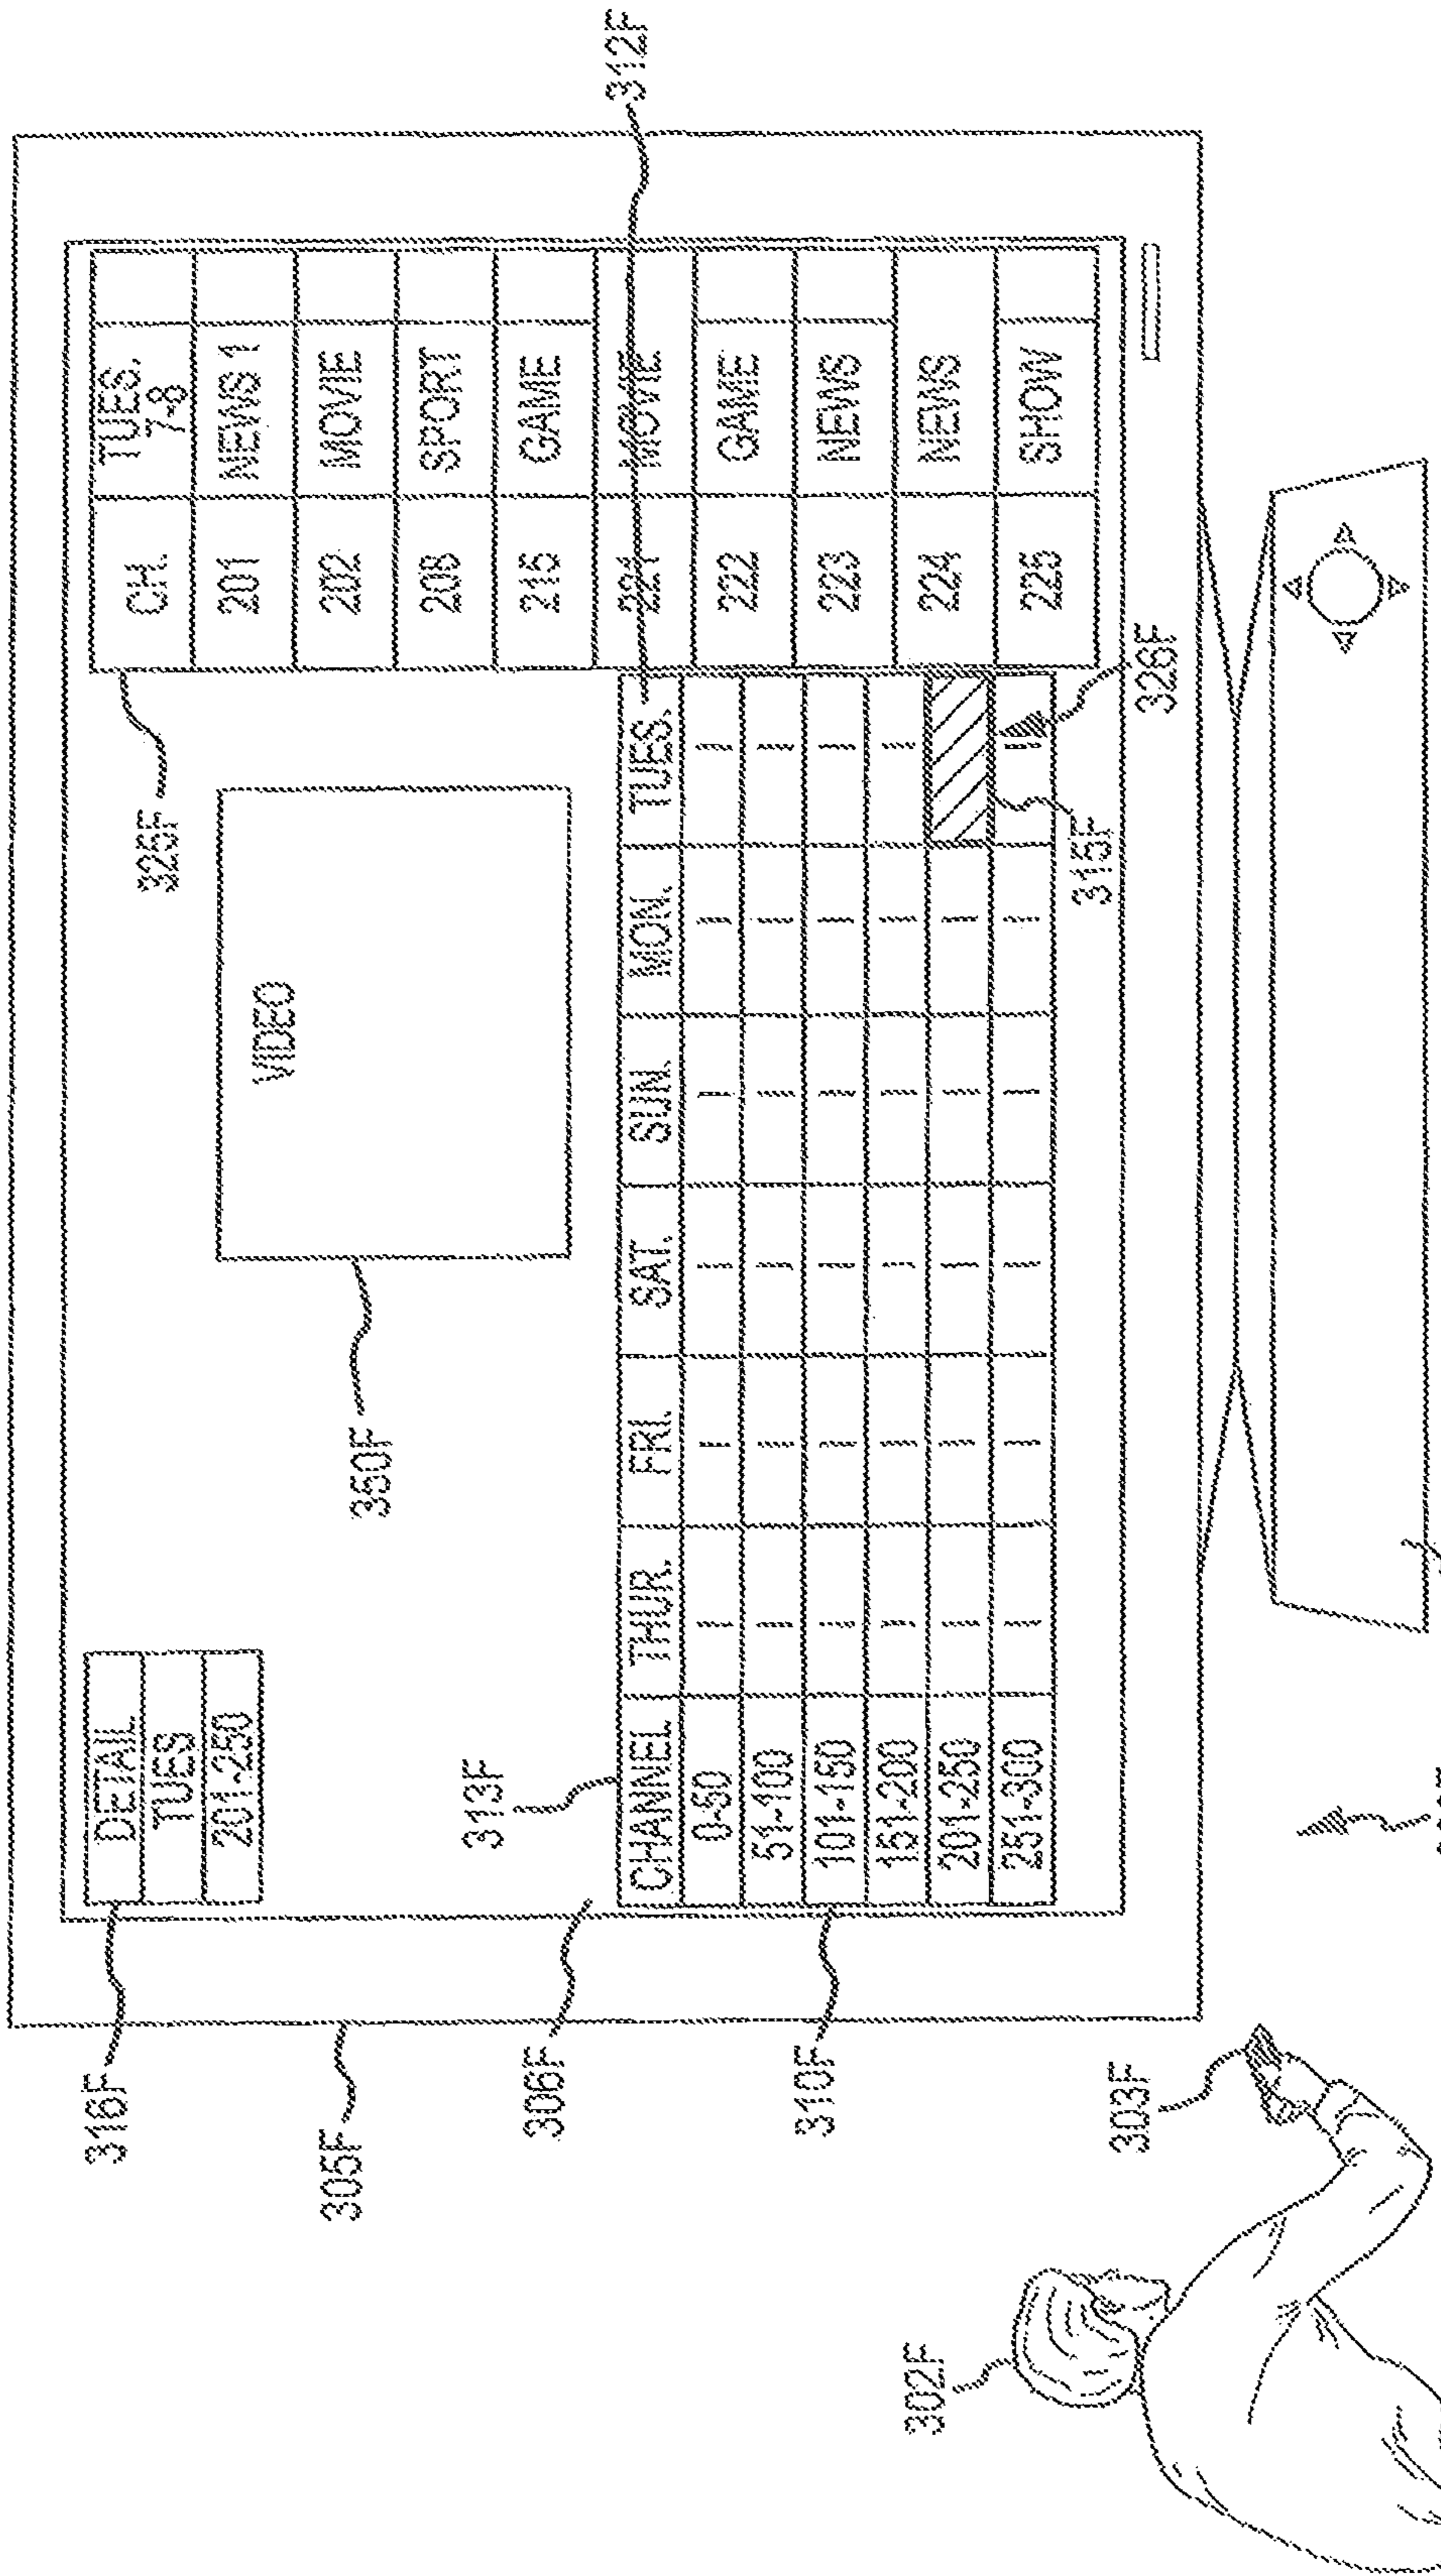 316F
DETAIL
TUES
201-250
305F
306F
313F
310F
350F
VIDEO
325F
CH. TUES. 7-8
201 NEWS 1
202 MOVIE
208 SPORT
215 GAME
221 MOVIE
222 GAME
223 NEWS
224 NEWS
225 SHOW
312F
CHANNEL THUR. FRI. SAT. SUN. MON. TUES.
0-50
51-100
101-150
151-200
201-250
251-300
315F
326F
302F
303F